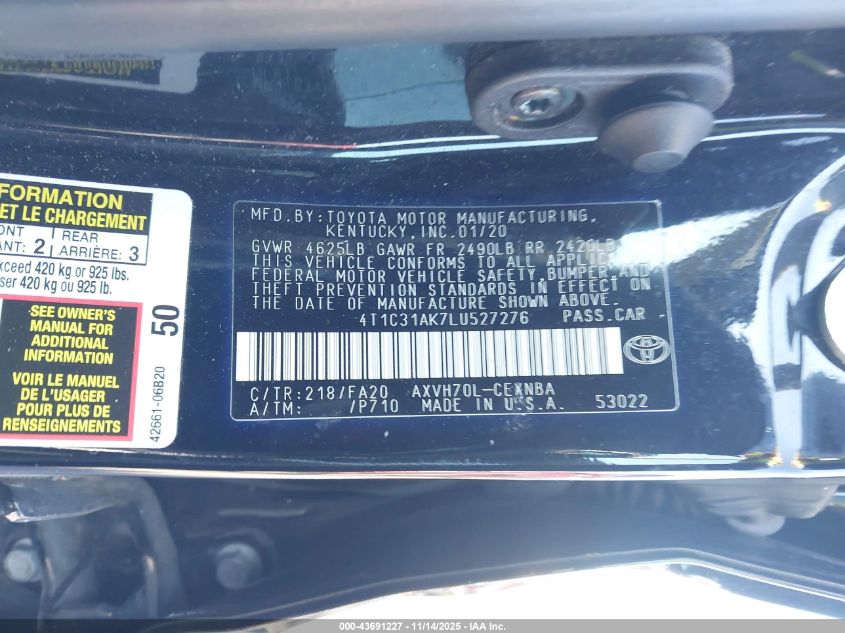 FORMATION
ET LE CHARGEMENT
ONT
ANT: 2
REAR
ARRIÈRE: 3
exceed 420 kg or 925 lbs.
ser 420 kg ou 925 lb.
SEE OWNER'S
MANUAL FOR
ADDITIONAL
INFORMATION
VOIR LE MANUEL
DE L'USAGER
POUR PLUS DE
RENSEIGNEMENTS
50
42661-06B20
MFD.BY:TOYOTA MOTOR MANUFACTURING,
KENTUCKY,INC.01/20
GVWR 4625LB GAWR FR 2490LB RR 2420LB
THIS VEHICLE CONFORMS TO ALL APPLIC
FEDERAL MOTOR VEHICLE SAFETY,BUMPER,AND
THEFT PREVENTION STANDARDS IN EFFECT ON
THE DATE OF MANUFACTURE SHOWN ABOVE.
4T1C31AK7LU527276 PASS.CAR
C/TR:218/FA20 AXVH70L-CEXNBA
A/TM: /P710 MADE IN U.S.A. 53022
000-43691227 - 11/14/2025 - IAA Inc.